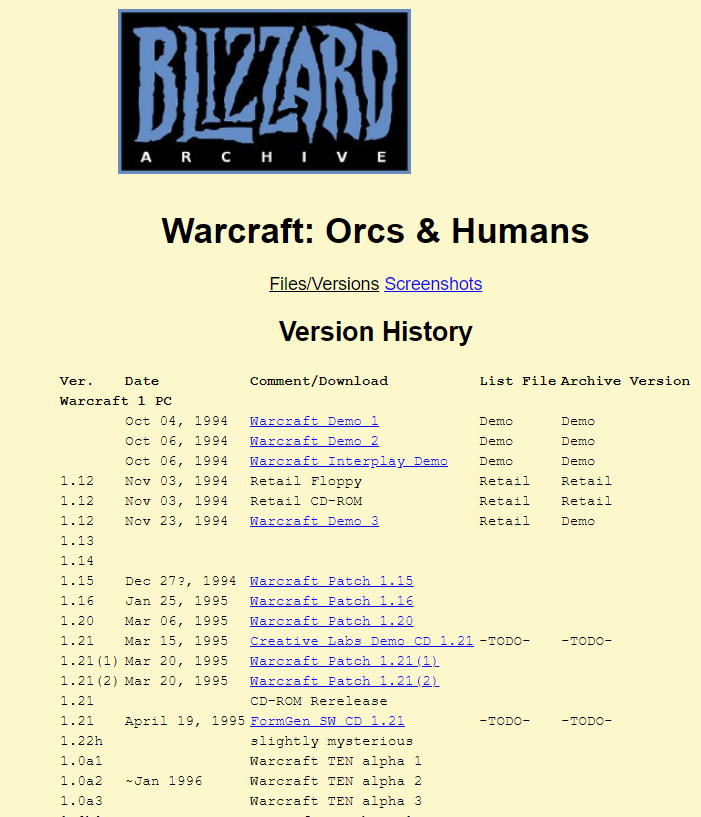 BLIZZARD
ARCHIVE
Warcraft: Orcs & Humans
Files/Versions Screenshots
Version History
Ver. Date Comment/Download List File Archive Version
Warcraft 1 PC
Oct 04, 1994 Warcraft Demo 1 Demo Demo
Oct 06, 1994 Warcraft Demo 2 Demo Demo
Oct 06, 1994 Warcraft Interplay Demo Demo Demo
1.12 Nov 03, 1994 Retail Floppy Retail Retail
1.12 Nov 03, 1994 Retail CD-ROM Retail Retail
1.12 Nov 23, 1994 Warcraft Demo 3 Retail Demo
1.13
1.14
1.15 Dec 27?, 1994 Warcraft Patch 1.15
1.16 Jan 25, 1995 Warcraft Patch 1.16
1.20 Mar 06, 1995 Warcraft Patch 1.20
1.21 Mar 15, 1995 Creative Labs Demo CD 1.21 -TODO- -TODO-
1.21(1) Mar 20, 1995 Warcraft Patch 1.21(1)
1.21(2) Mar 20, 1995 Warcraft Patch 1.21(2)
1.21 CD-ROM Rerelease
1.21 April 19, 1995 FormGen SW CD 1.21 -TODO- -TODO-
1.22h slightly mysterious
1.0a1 Warcraft TEN alpha 1
1.0a2 ~Jan 1996 Warcraft TEN alpha 2
1.0a3 Warcraft TEN alpha 3